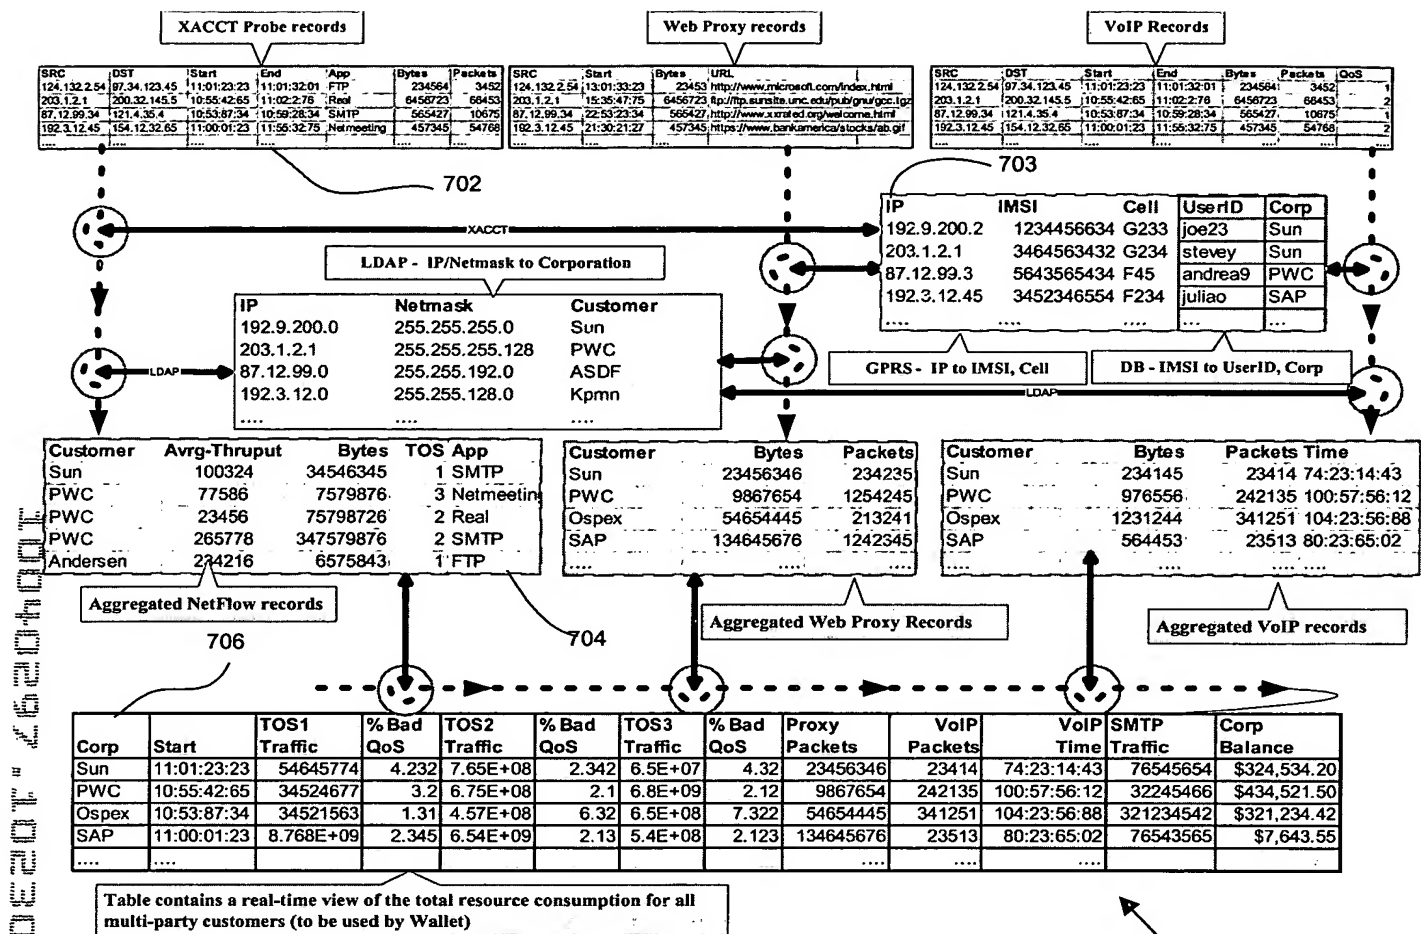 XACCT Probe records
Web Proxy records
VoIP Records
SRC DST Start End App Bytes Packets
124.132.2.54 97.34.123.45 11:01:23:23 11:01:32:01 FTP 234564 3452
203.1.2.1 200.32.145.5 10:55:42:65 11:02:2:76 Real 6456723 66453
87.12.99.34 121.4.35.4 10:53:87:34 10:59:28:34 SMTP 565427 10675
192.3.12.45 154.12.32.65 11:00:01:23 11:55:32:75 Netmeeting 457345 54768
....
SRC Start Bytes URL
124.132.2.54 13:01:33:23 23453 http://www.microsoft.com/index.html
203.1.2.1 15:35:47:75 6456723 ftp://ftp.sunsite.unc.edu/pub/gnu/gcc.tgz
87.12.99.34 22:53:23:34 565427 http://www.xxrated.org/welcome.html
192.3.12.45 21:30:21:27 457345 https://www.bankamerica/stocks/ab.gif
....
SRC DST Start End Bytes Packets QoS
124.132.2.54 97.34.123.45 11:01:23:23 11:01:32:01 234564 3452 1
203.1.2.1 200.32.145.5 10:55:42:65 11:02:2:76 6456723 66453 2
87.12.99.34 121.4.35.4 10:53:87:34 10:59:28:34 565427 10675 1
192.3.12.45 154.12.32.65 11:00:01:23 11:55:32:75 457345 54768 2
....
702
703
IP IMSI Cell UserID Corp
192.9.200.2 1234456634 G233 joe23 Sun
203.1.2.1 3464563432 G234 stevey Sun
87.12.99.3 5643565434 F45 andrea9 PWC
192.3.12.45 3452346554 F234 juliao SAP
.... .... .... ... ...
XACCT
LDAP - IP/Netmask to Corporation
IP Netmask Customer
192.9.200.0 255.255.255.0 Sun
203.1.2.1 255.255.255.128 PWC
87.12.99.0 255.255.192.0 ASDF
192.3.12.0 255.255.128.0 Kpmn
.... .... ....
LDAP
GPRS - IP to IMSI, Cell
DB - IMSI to UserID, Corp
LDAP
Customer Avrg-Thruput Bytes TOS App
Sun 100324 34546345 1 SMTP
PWC 77586 7579876 3 Netmeetin
PWC 23456 75798726 2 Real
PWC 265778 347579876 2 SMTP
Andersen 234216 6575843 1 FTP
Customer Bytes Packets
Sun 23456346 234235
PWC 9867654 1254245
Ospex 54654445 213241
SAP 134645676 1242345
.... .... ....
Customer Bytes Packets Time
Sun 234145 23414 74:23:14:43
PWC 976556 242135 100:57:56:12
Ospex 1231244 341251 104:23:56:88
SAP 564453 23513 80:23:65:02
.... .... .... ....
Aggregated NetFlow records
704
Aggregated Web Proxy Records
Aggregated VoIP records
706
TOS1 % Bad TOS2 % Bad TOS3 % Bad Proxy VoIP VoIP SMTP Corp
Corp Start Traffic QoS Traffic QoS Traffic QoS Packets Packets Time Traffic Balance
Sun 11:01:23:23 54645774 4.232 7.65E+08 2.342 6.5E+07 4.32 23456346 23414 74:23:14:43 76545654 $324,534.20
PWC 10:55:42:65 34524677 3.2 6.75E+08 2.1 6.8E+09 2.12 9867654 242135 100:57:56:12 32245466 $434,521.50
Ospex 10:53:87:34 34521563 1.31 4.57E+08 6.32 6.5E+08 7.322 54654445 341251 104:23:56:88 321234542 $321,234.42
SAP 11:00:01:23 8.768E+09 2.345 6.54E+09 2.13 5.4E+08 2.123 134645676 23513 80:23:65:02 76543565 $7,643.55
.... .... .... .... ....
Table contains a real-time view of the total resource consumption for all
multi-party customers (to be used by Wallet)